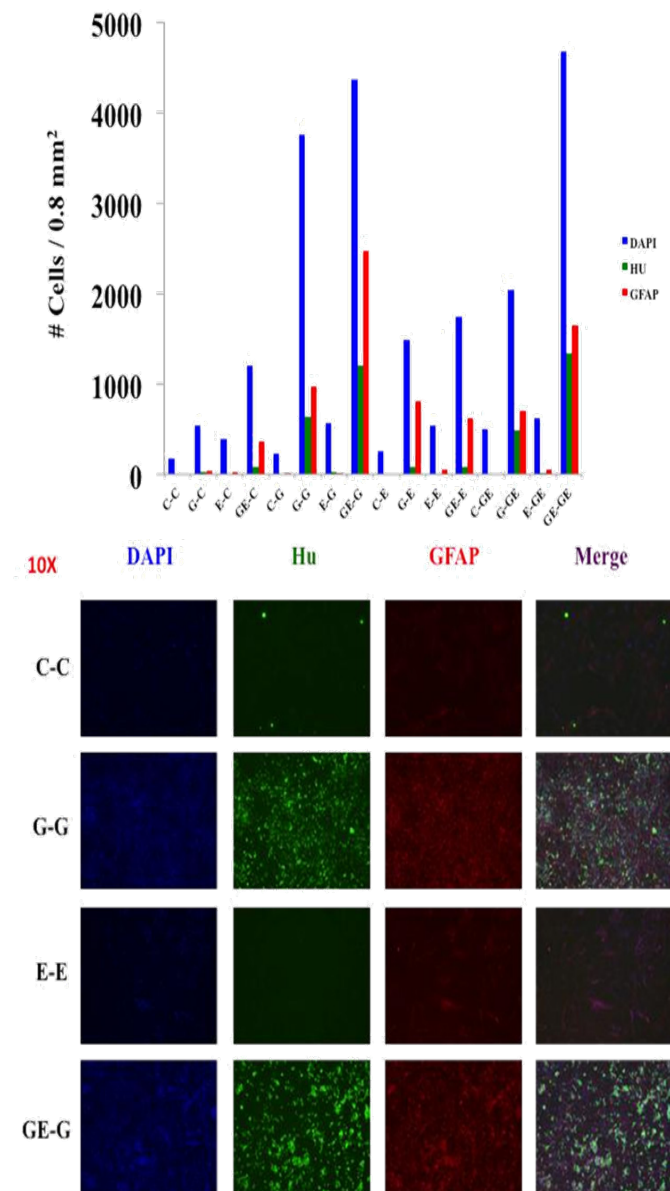 5000
4000
3000
2000
1000
0
# Cells / 0.8 mm²
DAPI
HU
GFAP
C-C
G-C
E-C
GE-C
C-G
G-G
E-G
GE-G
C-E
G-E
E-E
GE-E
C-GE
G-GE
E-GE
GE-GE
10X DAPI Hu GFAP Merge
C-C
G-G
E-E
GE-G